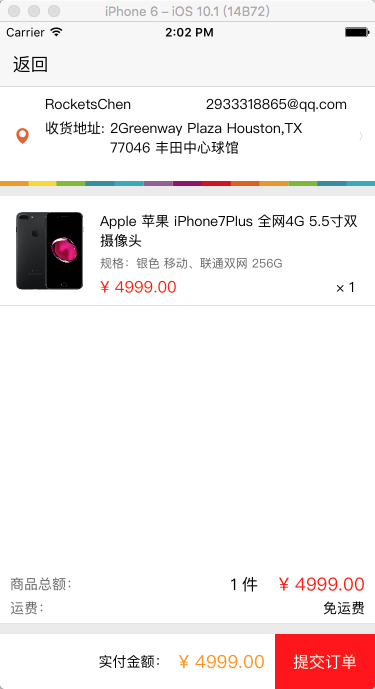 iPhone 6 – iOS 10.1 (14B72)
Carrier 2:02 PM
返回
RocketsChen 2933318865@qq.com
收货地址: 2Greenway Plaza Houston,TX
77046 丰田中心球馆
Apple 苹果 iPhone7Plus 全网4G 5.5寸双
摄像头
规格：银色 移动、联通双网 256G
¥ 4999.00 × 1
商品总额： 1 件 ¥ 4999.00
运费： 免运费
实付金额： ¥ 4999.00 提交订单